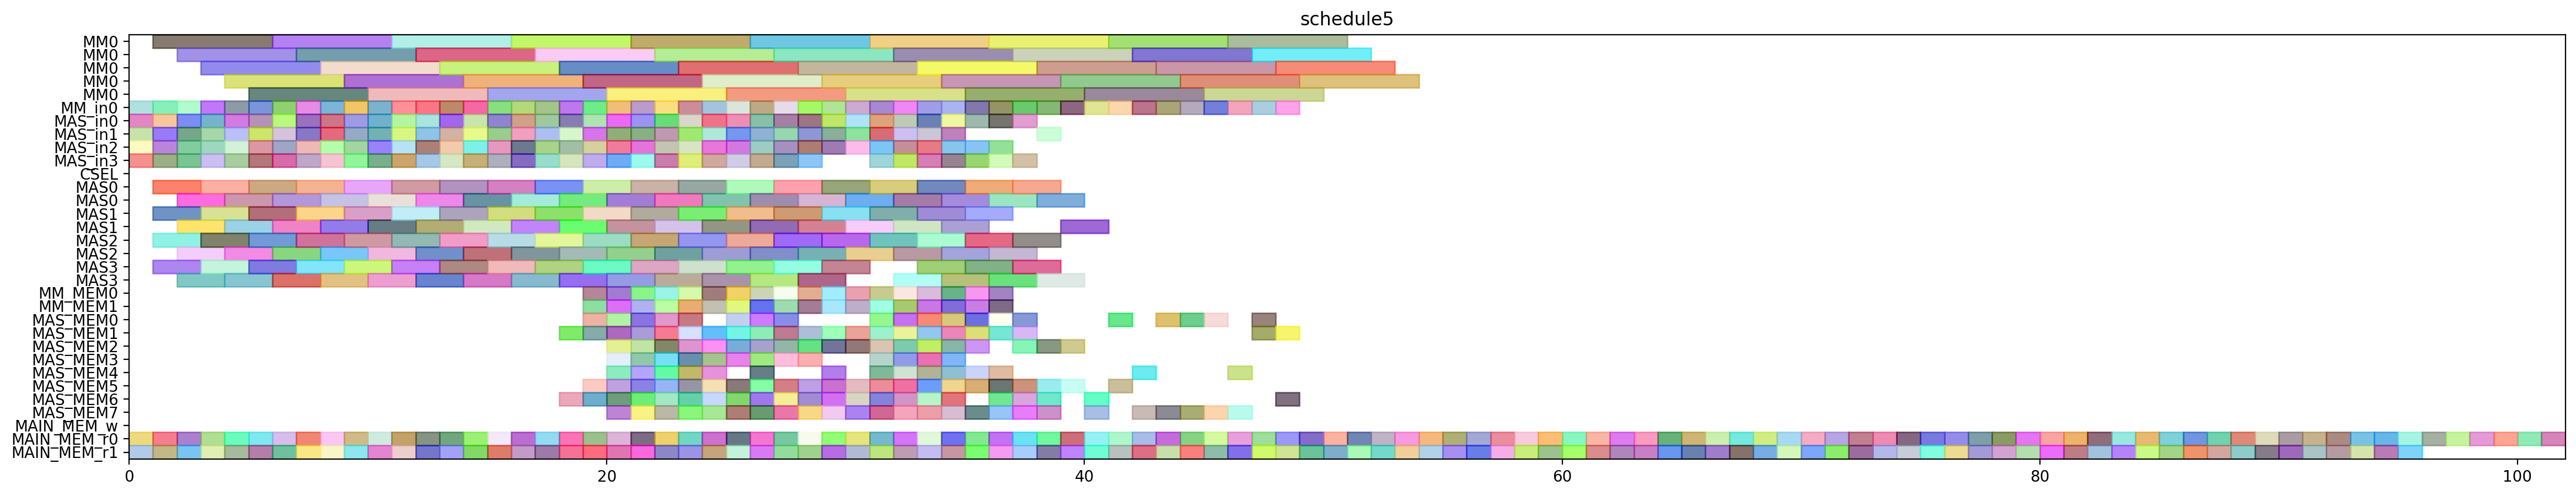 schedule5
MM0
MM0
MM0
MM0
MM0
MM_in0
MAS_in0
MAS_in1
MAS_in2
MAS_in3
CSEL
MAS0
MAS0
MAS1
MAS1
MAS2
MAS2
MAS3
MAS3
MM_MEM0
MM_MEM1
MAS_MEM0
MAS_MEM1
MAS_MEM2
MAS_MEM3
MAS_MEM4
MAS_MEM5
MAS_MEM6
MAS_MEM7
MAIN_MEM_w
MAIN_MEM_r0
MAIN_MEM_r1
0 20 40 60 80 100